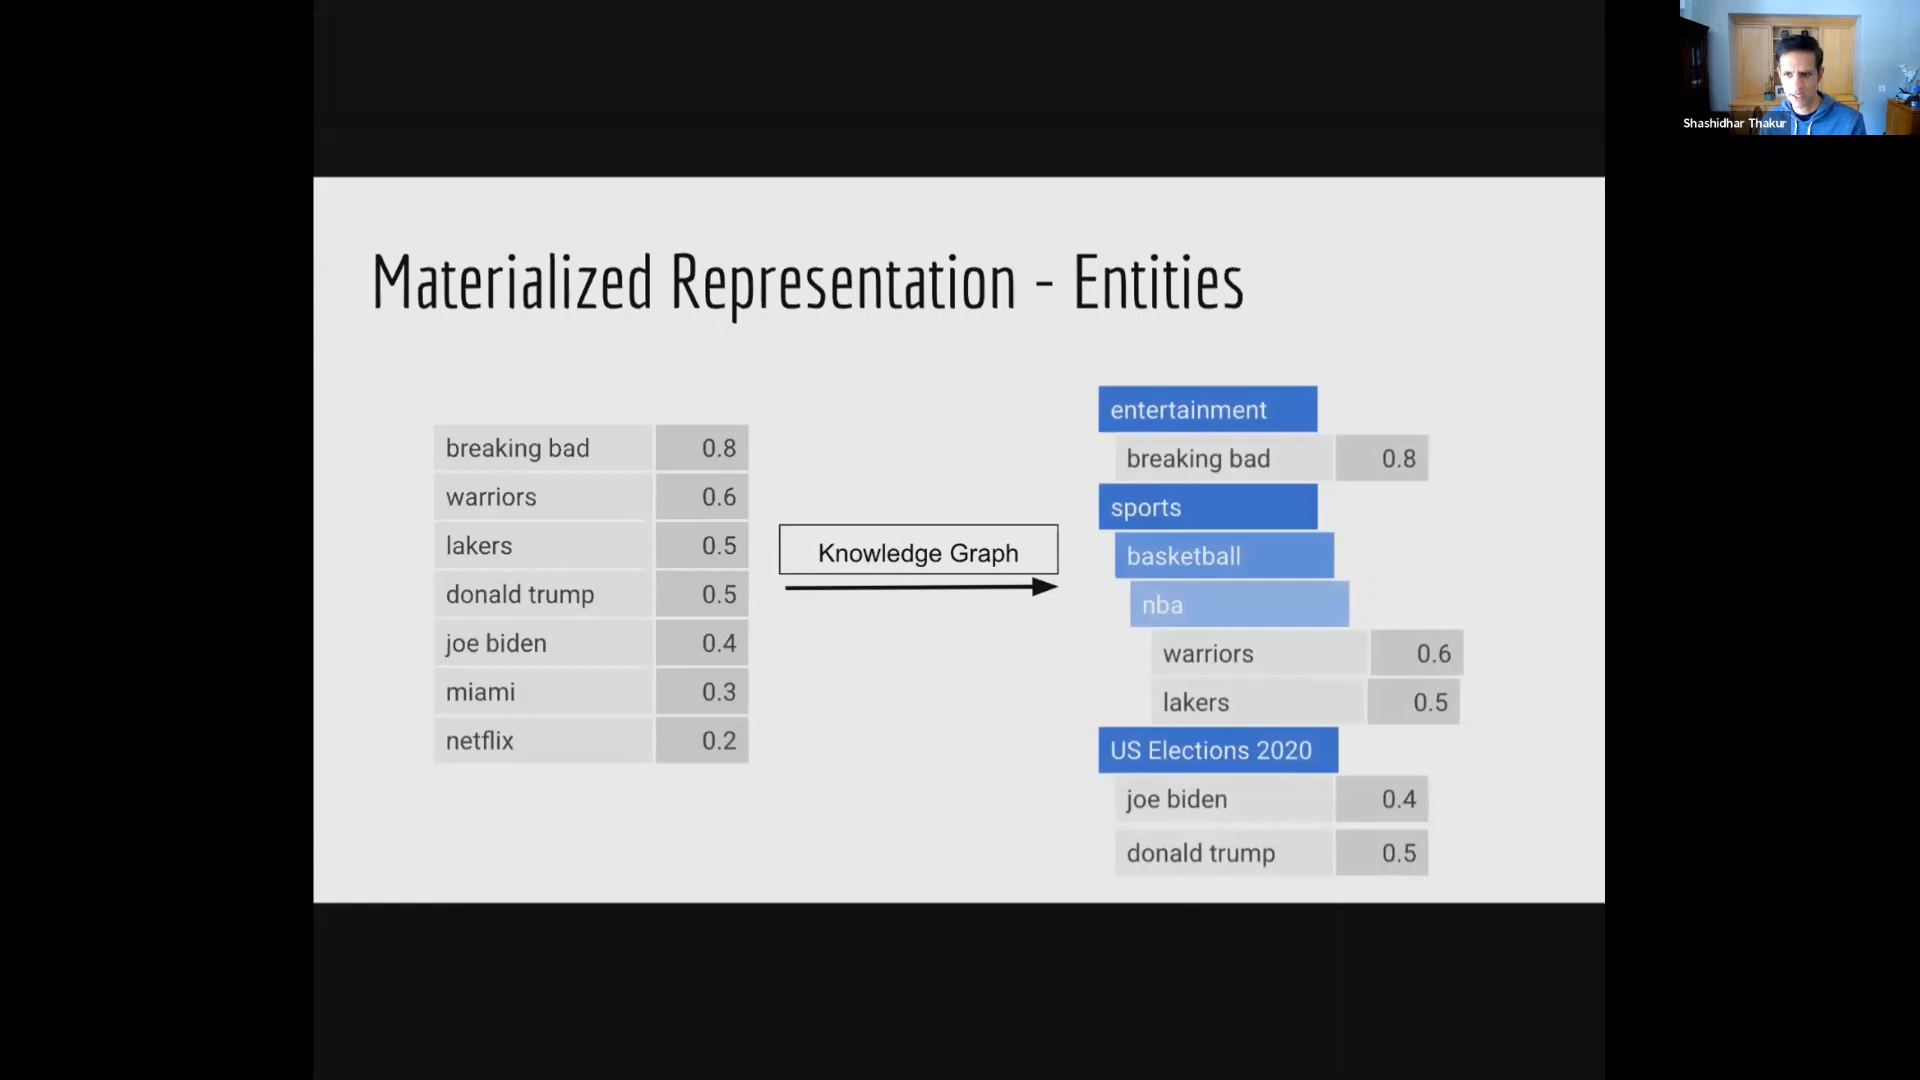 Shashidhar Thakur
Materialized Representation - Entities
breaking bad 0.8
warriors 0.6
lakers 0.5
donald trump 0.5
joe biden 0.4
miami 0.3
netflix 0.2
Knowledge Graph
entertainment
breaking bad 0.8
sports
basketball
nba
warriors 0.6
lakers 0.5
US Elections 2020
joe biden 0.4
donald trump 0.5